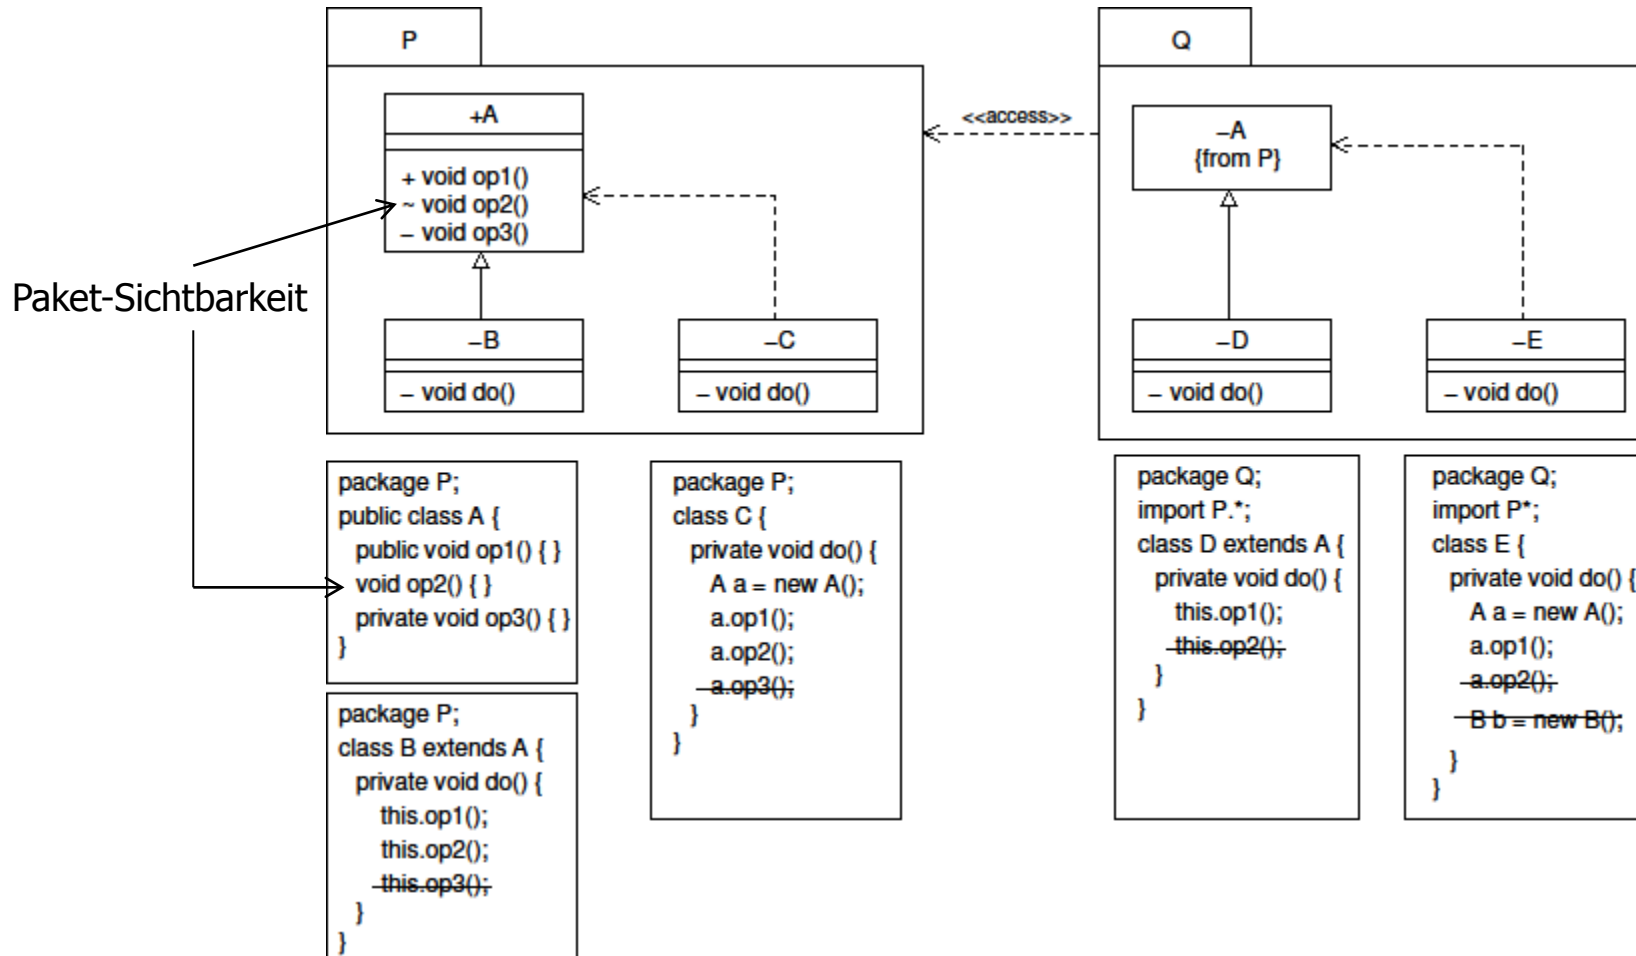 P
+A
+ void op1()
~ void op2()
– void op3()
–B
– void do()
–C
– void do()
<<access>>
Q
–A
{from P}
–D
– void do()
–E
– void do()
Paket-Sichtbarkeit
package P;
public class A {
public void op1() { }
void op2() { }
private void op3() { }
}
package P;
class B extends A {
private void do() {
this.op1();
this.op2();
this.op3();
}
}
package P;
class C {
private void do() {
A a = new A();
a.op1();
a.op2();
a.op3();
}
}
package Q;
import P.*;
class D extends A {
private void do() {
this.op1();
this.op2();
}
}
package Q;
import P*;
class E {
private void do() {
A a = new A();
a.op1();
a.op2();
B b = new B();
}
}